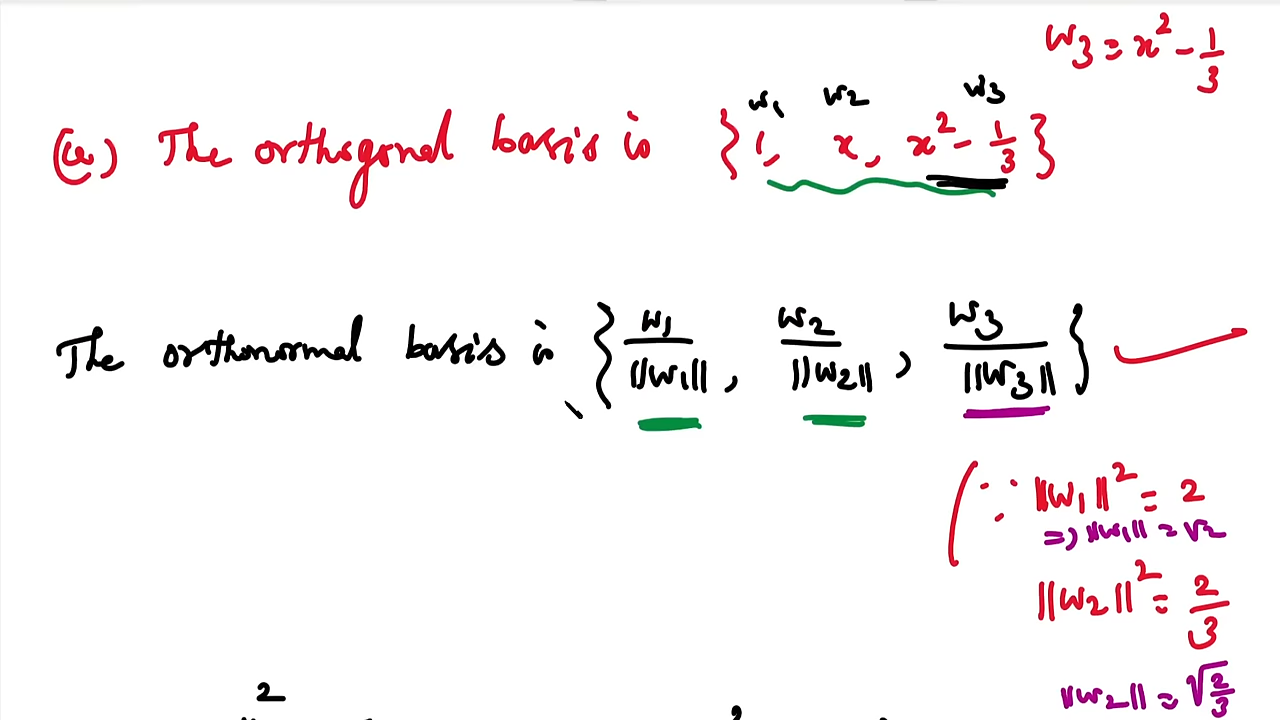 w3 = x² - 1/3
w1 w2 w3
(a) The orthogonal basis is { 1, x, x² - 1/3 }
The orthonormal basis is { w1/||w1||, w2/||w2||, w3/||w3|| }
( ∵ ||w1||² = 2
=> ||w1|| = √2
||w2||² = 2/3
||w2|| = √2/3
2